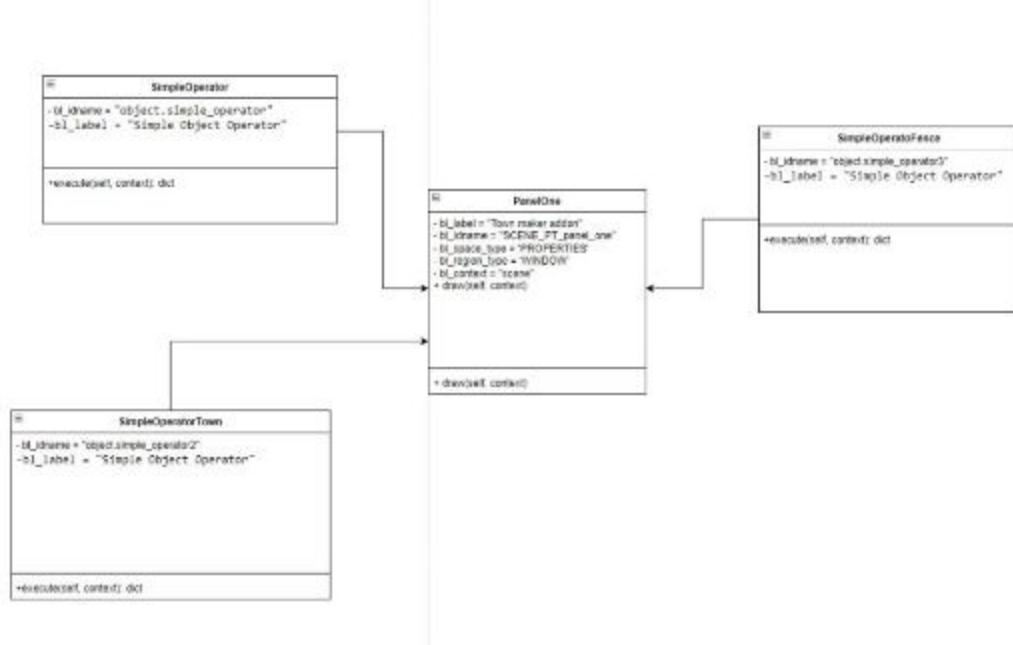 SimpleOperator
- bl_idname = "object.simple_operator"
-bl_label = "Simple Object Operator"
+execute(self, context): dict
PanelOne
- bl_label = "Town maker addon"
- bl_idname = "SCENE_PT_panel_one"
- bl_space_type = 'PROPERTIES'
- bl_region_type = 'WINDOW'
- bl_context = "scene"
+ draw(self, context)
+ draw(self, context)
SimpleOperatoFence
- bl_idname = "object.simple_operator3"
-bl_label = "Simple Object Operator"
+execute(self, context): dict
SimpleOperatorTown
- bl_idname = "object.simple_operator2"
-bl_label = "Simple Object Operator"
+execute(self, context): dict